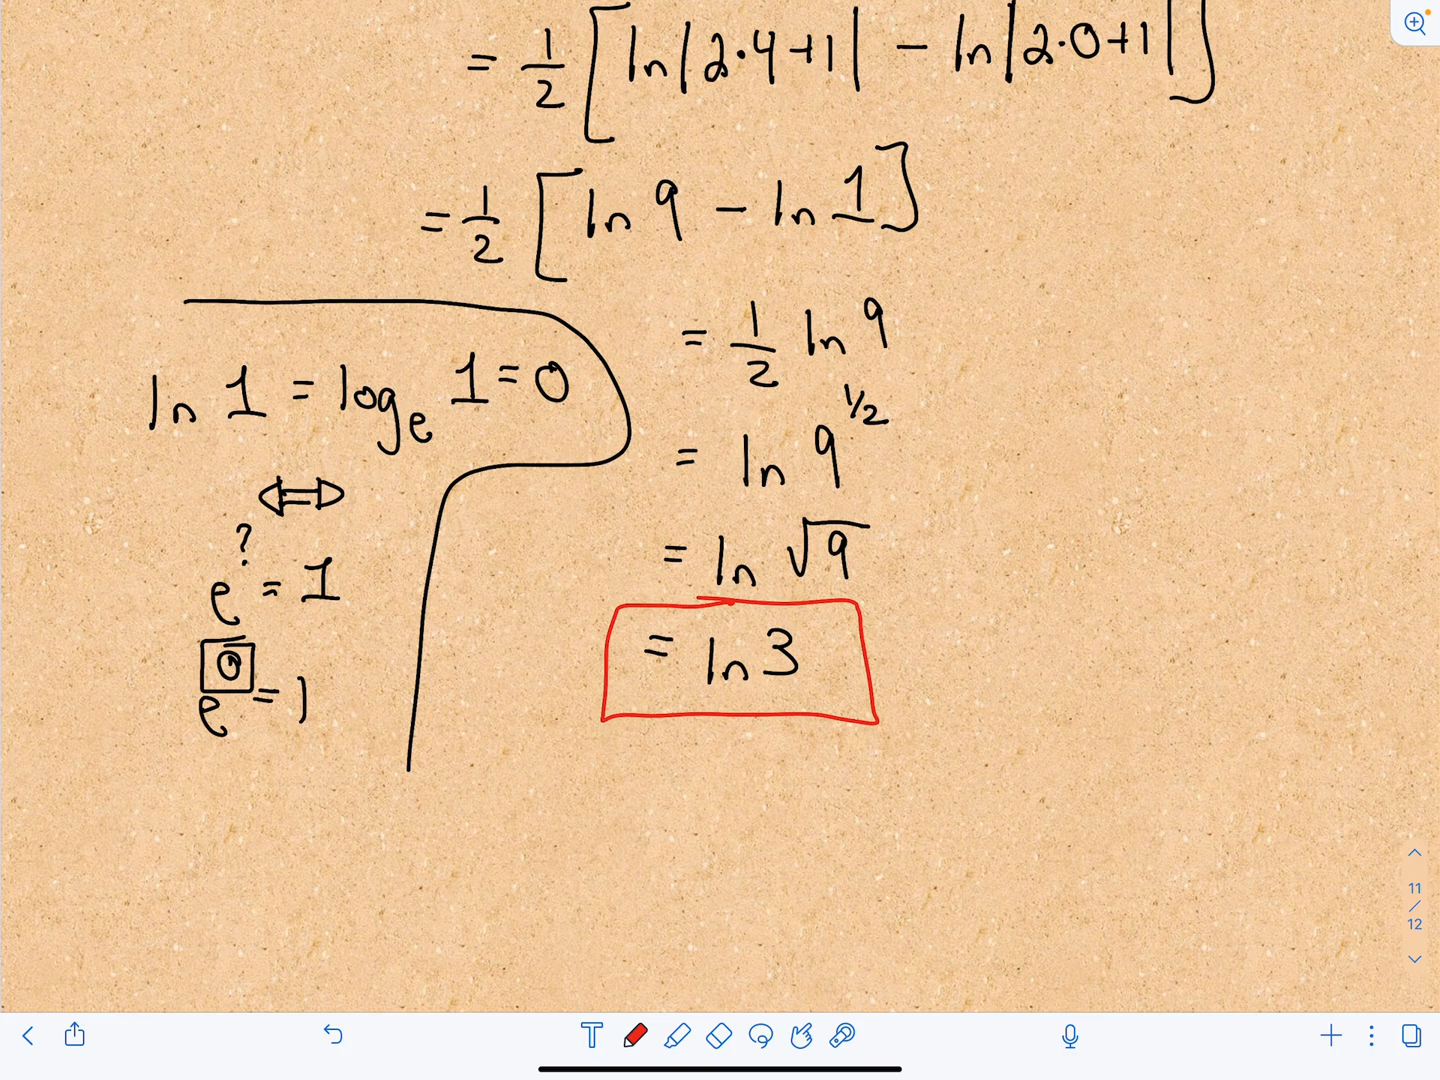 = 1/2 [ln|2·4+1| − ln|2·0+1|]
= 1/2 [ln 9 − ln 1]
= 1/2 ln 9
= ln 9^1/2
= ln √9
= ln 3
ln 1 = log_e 1 = 0
⇔
e^? = 1
e^0 = 1
11
/
12
T